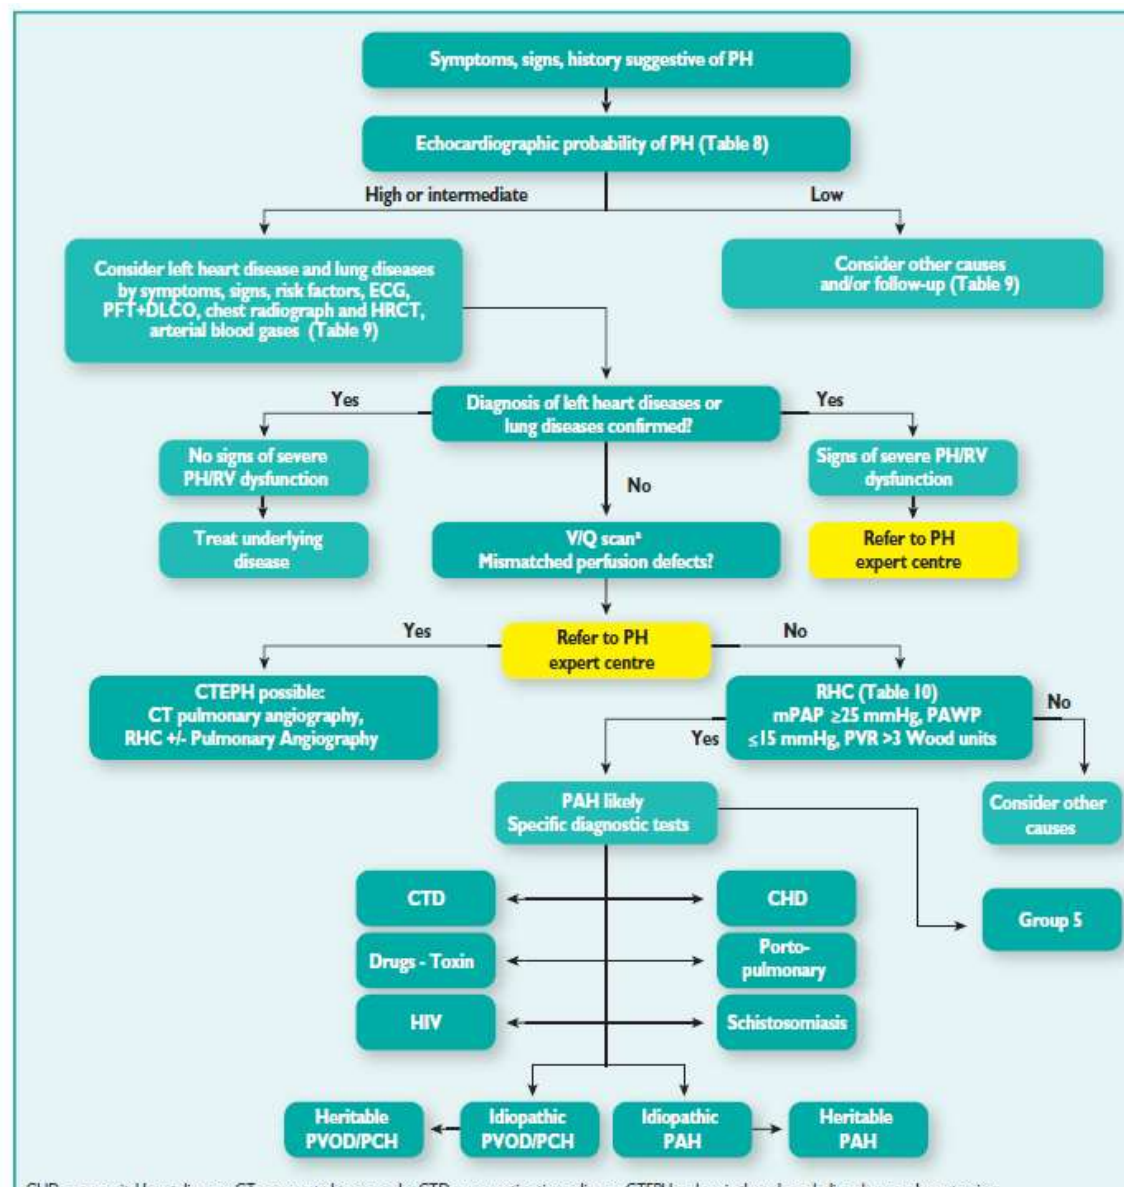 Symptoms, signs, history suggestive of PH
Echocardiographic probability of PH (Table 8)
High or intermediate
Low
Consider left heart disease and lung diseases
by symptoms, signs, risk factors, ECG,
PFT+DLCO, chest radiograph and HRCT,
arterial blood gases (Table 9)
Consider other causes
and/or follow-up (Table 9)
Yes
Diagnosis of left heart diseases or
lung diseases confirmed?
Yes
No signs of severe
PH/RV dysfunction
Signs of severe PH/RV
dysfunction
No
Treat underlying
disease
V/Q scanᵃ
Mismatched perfusion defects?
Refer to PH
expert centre
Yes
Refer to PH
expert centre
No
CTEPH possible:
CT pulmonary angiography,
RHC +/- Pulmonary Angiography
RHC (Table 10)
mPAP ≥25 mmHg, PAWP
≤15 mmHg, PVR >3 Wood units
No
Yes
PAH likely
Specific diagnostic tests
Consider other
causes
CTD
CHD
Group 5
Drugs - Toxin
Porto-
pulmonary
HIV
Schistosomiasis
Heritable
PVOD/PCH
Idiopathic
PVOD/PCH
Idiopathic
PAH
Heritable
PAH